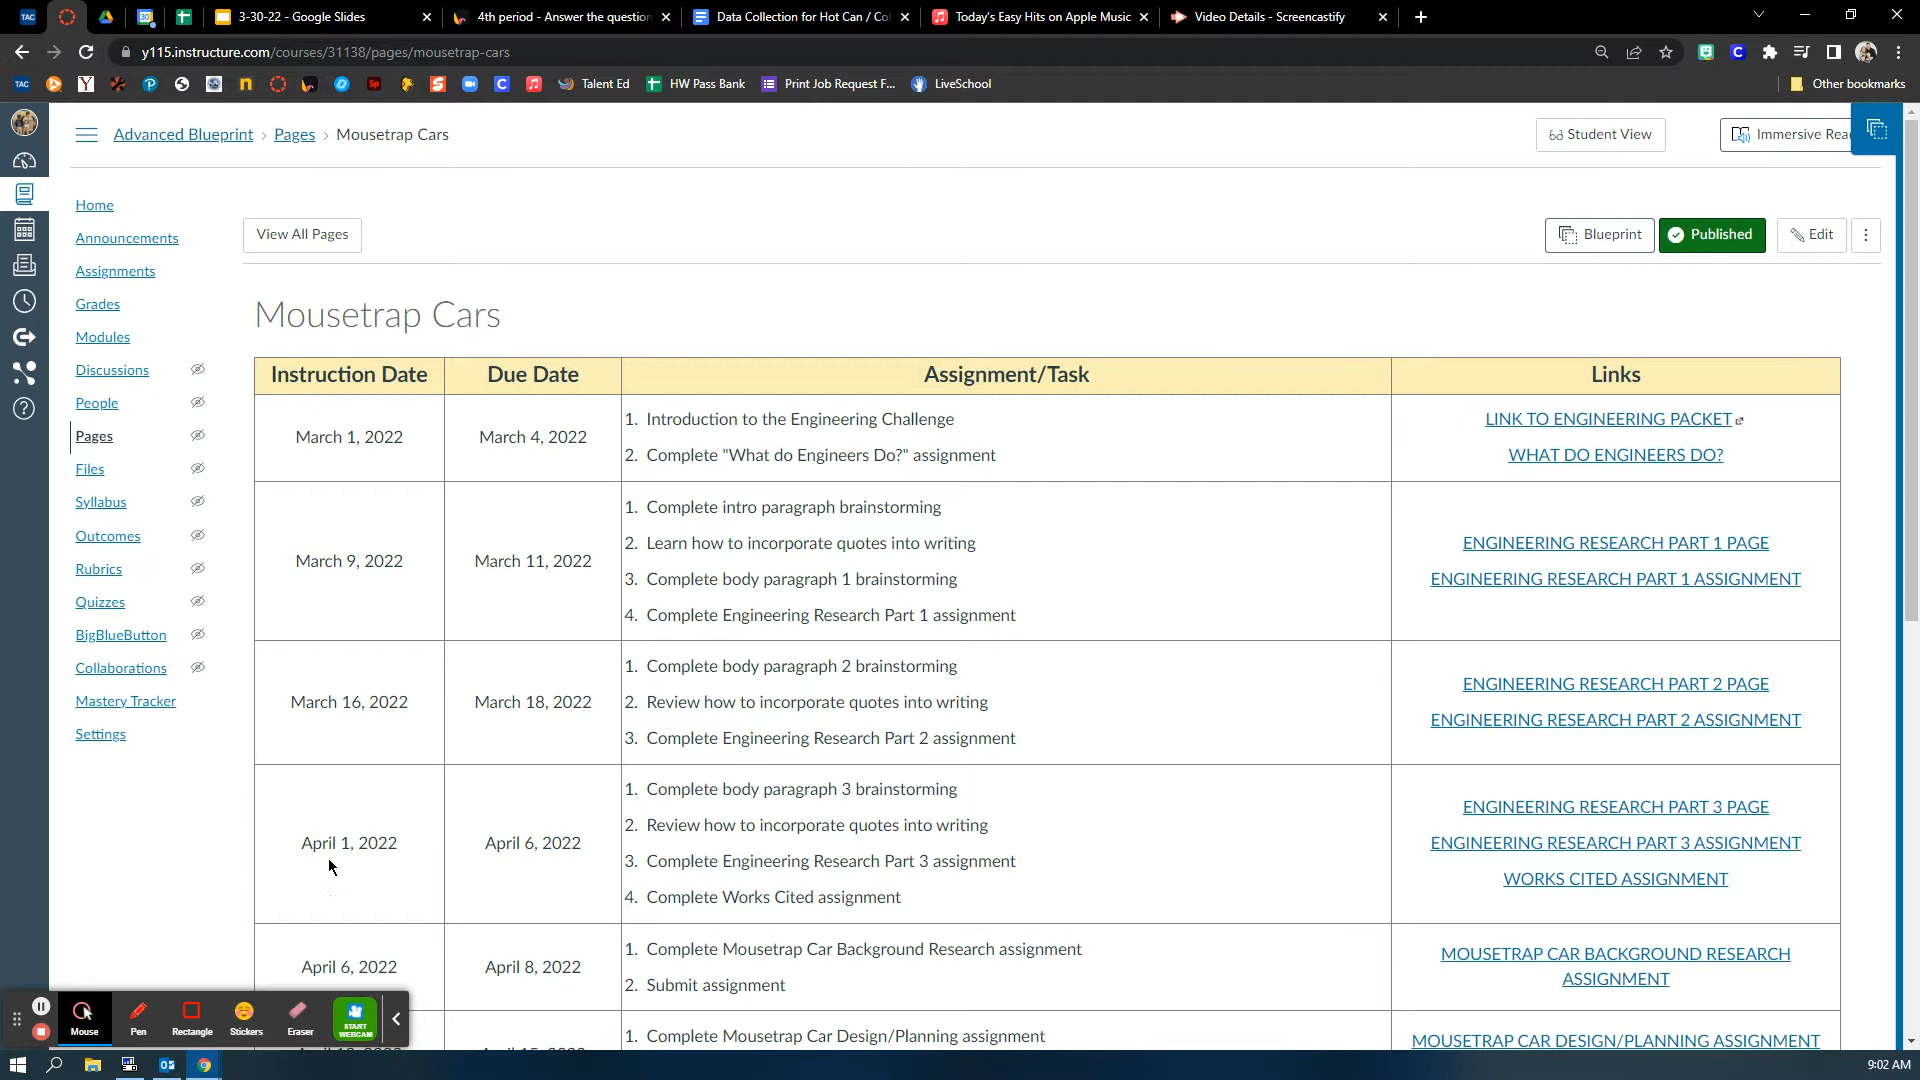 3-30-22 - Google Slides
4th period - Answer the question
Data Collection for Hot Can / Co
Today's Easy Hits on Apple Music
Video Details - Screencastify
y115.instructure.com/courses/31138/pages/mousetrap-cars
TAC
Talent Ed
HW Pass Bank
Print Job Request F...
LiveSchool
Other bookmarks
Advanced Blueprint
Pages
Mousetrap Cars
Student View
Immersive Rea
Home
Announcements
Assignments
Grades
Modules
Discussions
People
Pages
Files
Syllabus
Outcomes
Rubrics
Quizzes
BigBlueButton
Collaborations
Mastery Tracker
Settings
View All Pages
Blueprint
Published
Edit
Mousetrap Cars
Instruction Date
Due Date
Assignment/Task
Links
March 1, 2022
March 4, 2022
1. Introduction to the Engineering Challenge
2. Complete "What do Engineers Do?" assignment
LINK TO ENGINEERING PACKET
WHAT DO ENGINEERS DO?
March 9, 2022
March 11, 2022
1. Complete intro paragraph brainstorming
2. Learn how to incorporate quotes into writing
3. Complete body paragraph 1 brainstorming
4. Complete Engineering Research Part 1 assignment
ENGINEERING RESEARCH PART 1 PAGE
ENGINEERING RESEARCH PART 1 ASSIGNMENT
March 16, 2022
March 18, 2022
1. Complete body paragraph 2 brainstorming
2. Review how to incorporate quotes into writing
3. Complete Engineering Research Part 2 assignment
ENGINEERING RESEARCH PART 2 PAGE
ENGINEERING RESEARCH PART 2 ASSIGNMENT
April 1, 2022
April 6, 2022
1. Complete body paragraph 3 brainstorming
2. Review how to incorporate quotes into writing
3. Complete Engineering Research Part 3 assignment
4. Complete Works Cited assignment
ENGINEERING RESEARCH PART 3 PAGE
ENGINEERING RESEARCH PART 3 ASSIGNMENT
WORKS CITED ASSIGNMENT
April 6, 2022
April 8, 2022
1. Complete Mousetrap Car Background Research assignment
2. Submit assignment
MOUSETRAP CAR BACKGROUND RESEARCH
ASSIGNMENT
1. Complete Mousetrap Car Design/Planning assignment
MOUSETRAP CAR DESIGN/PLANNING ASSIGNMENT
Mouse
Pen
Rectangle
Stickers
Eraser
START
WEBCAM
9:02 AM